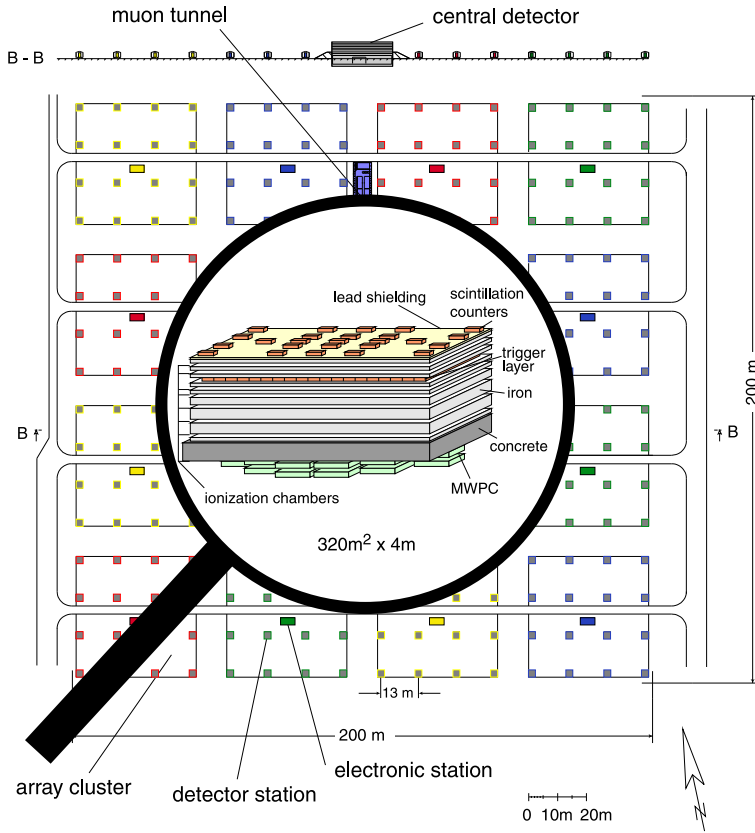 muon tunnel
central detector
B - B
lead shielding
scintillation
counters
trigger
layer
iron
concrete
MWPC
ionization chambers
320m² x 4m
B
B
200 m
13 m
200 m
array cluster
detector station
electronic station
0 10m 20m
N